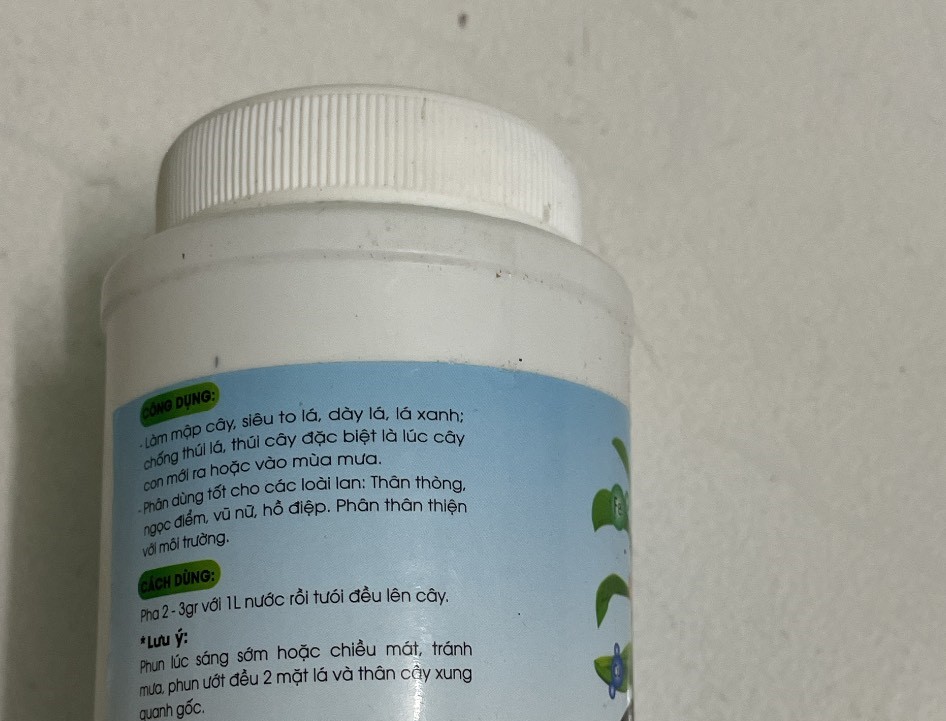 CÔNG DỤNG:
- Làm mập cây, siêu to lá, dày lá, lá xanh;
chống thúi lá, thúi cây đặc biệt là lúc cây
con mới ra hoặc vào mùa mưa.
- Phân dùng tốt cho các loài lan: Thân thòng,
ngọc điểm, vũ nữ, hồ điệp. Phân thân thiện
với môi trường.
CÁCH DÙNG:
Pha 2 - 3gr với 1L nước rồi tưới đều lên cây.
*Lưu ý:
Phun lúc sáng sớm hoặc chiều mát, tránh
mưa, phun ướt đều 2 mặt lá và thân cây xung
quanh gốc.